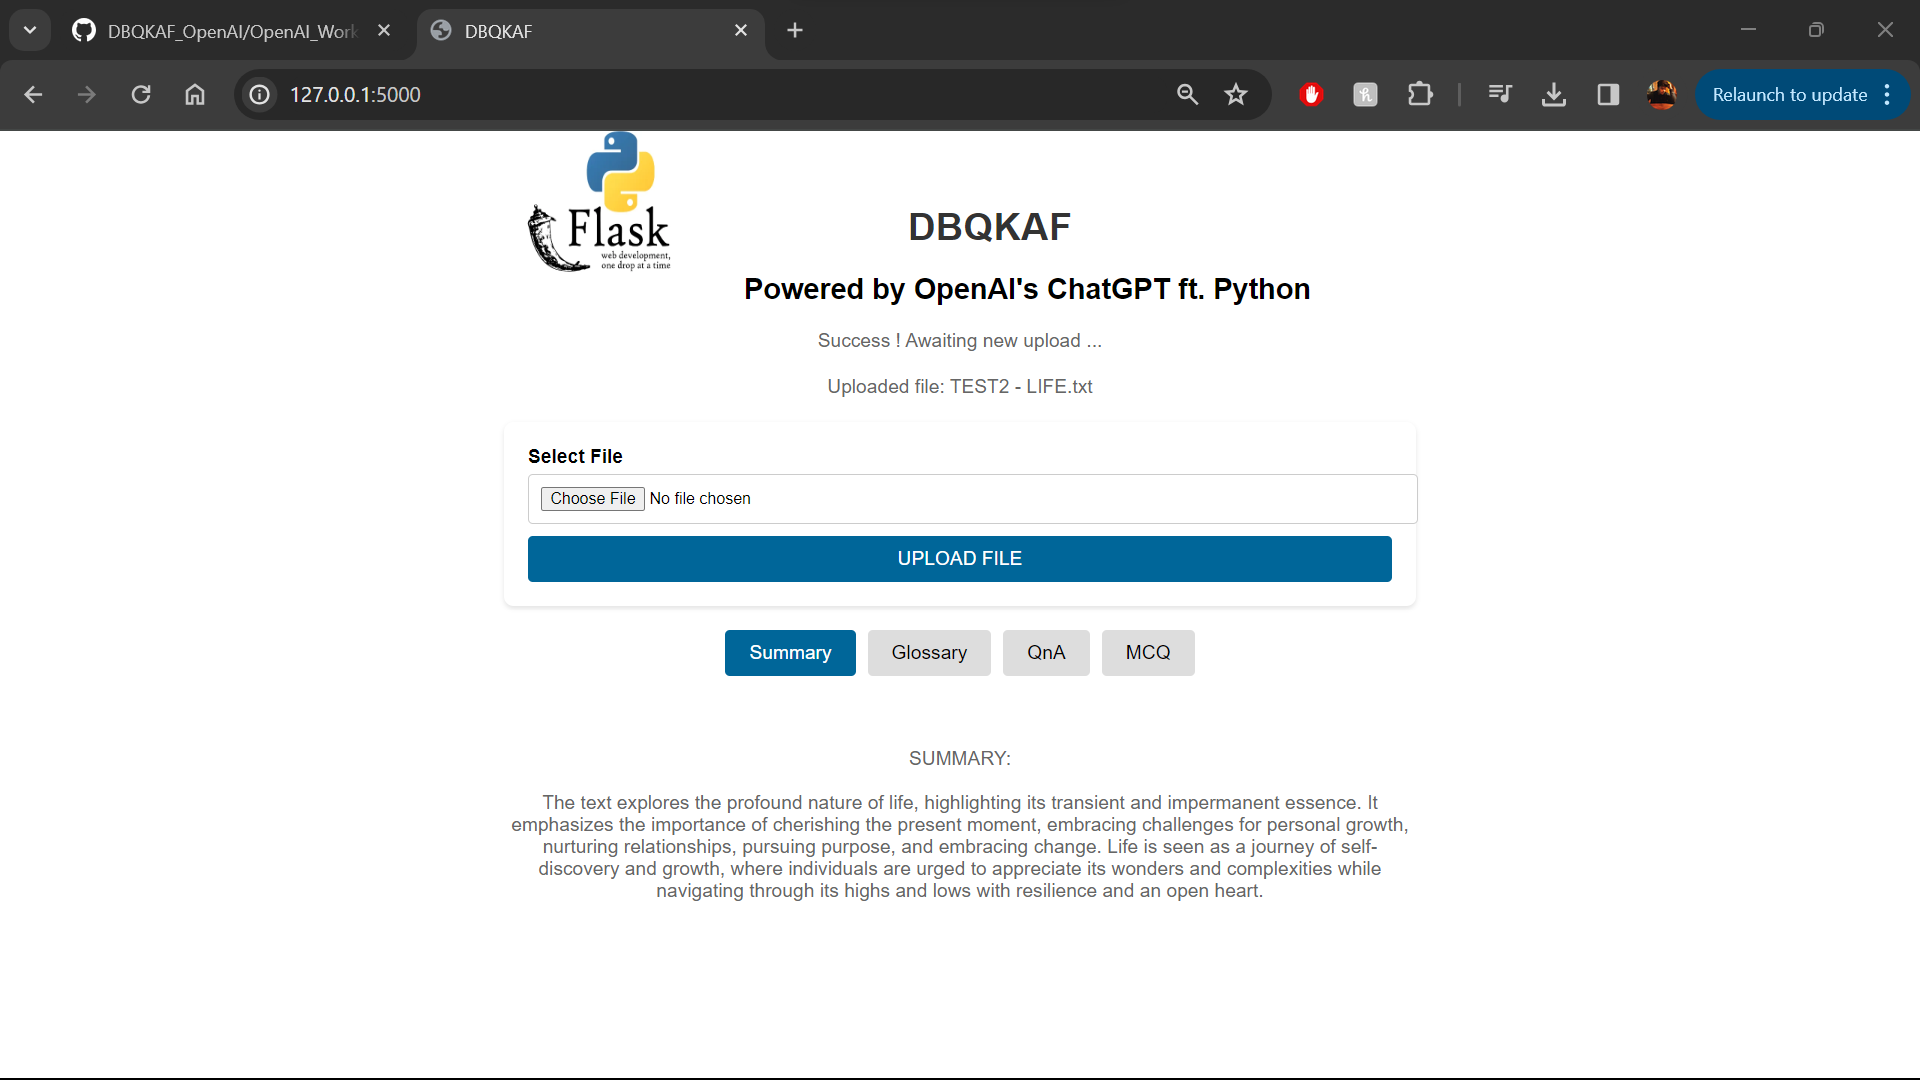 DBQKAF_OpenAI/OpenAI_Work
DBQKAF
127.0.0.1:5000
Relaunch to update
Flask
web development,
one drop at a time
DBQKAF
Powered by OpenAI's ChatGPT ft. Python
Success ! Awaiting new upload ...
Uploaded file: TEST2 - LIFE.txt
Select File
Choose File No file chosen
UPLOAD FILE
Summary Glossary QnA MCQ
SUMMARY:
The text explores the profound nature of life, highlighting its transient and impermanent essence. It
emphasizes the importance of cherishing the present moment, embracing challenges for personal growth,
nurturing relationships, pursuing purpose, and embracing change. Life is seen as a journey of self-
discovery and growth, where individuals are urged to appreciate its wonders and complexities while
navigating through its highs and lows with resilience and an open heart.